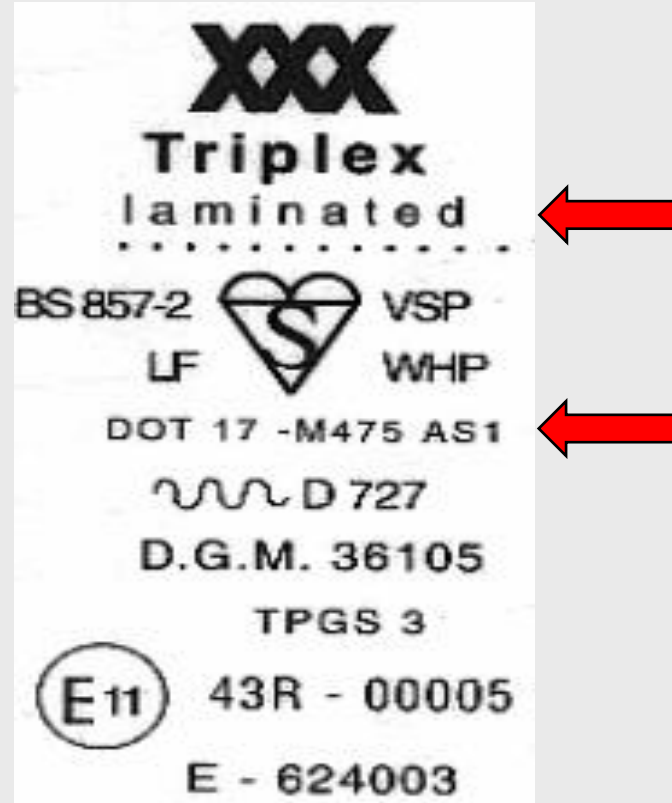 XXX
Triplex
laminated
BS 857-2 S VSP
LF WHP
DOT 17 -M475 AS1
D 727
D.G.M. 36105
TPGS 3
E11 43R - 00005
E - 624003